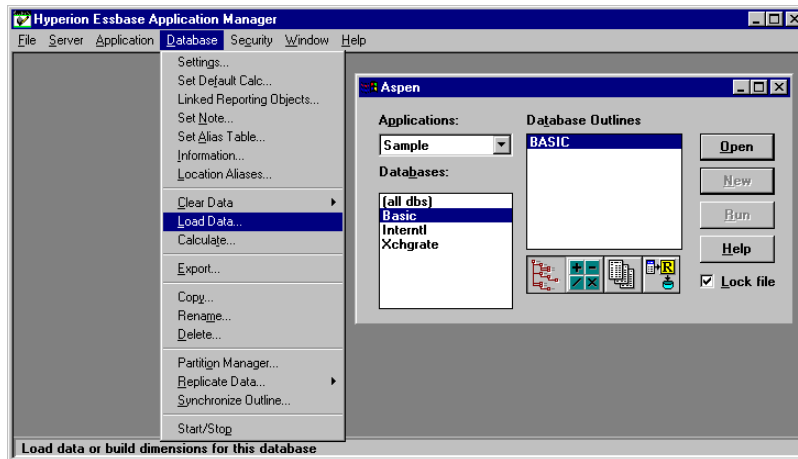 Hyperion Essbase Application Manager
File Server Application Database Security Window Help
Settings...
Set Default Calc...
Linked Reporting Objects...
Set Note...
Set Alias Table...
Information...
Location Aliases...
Clear Data
Load Data...
Calculate...
Export...
Copy...
Rename...
Delete...
Partition Manager...
Replicate Data...
Synchronize Outline...
Start/Stop
Aspen
Applications:
Sample
Databases:
(all dbs)
Basic
Interntl
Xchgrate
Database Outlines
BASIC
R
Open
New
Run
Help
Lock file
Load data or build dimensions for this database